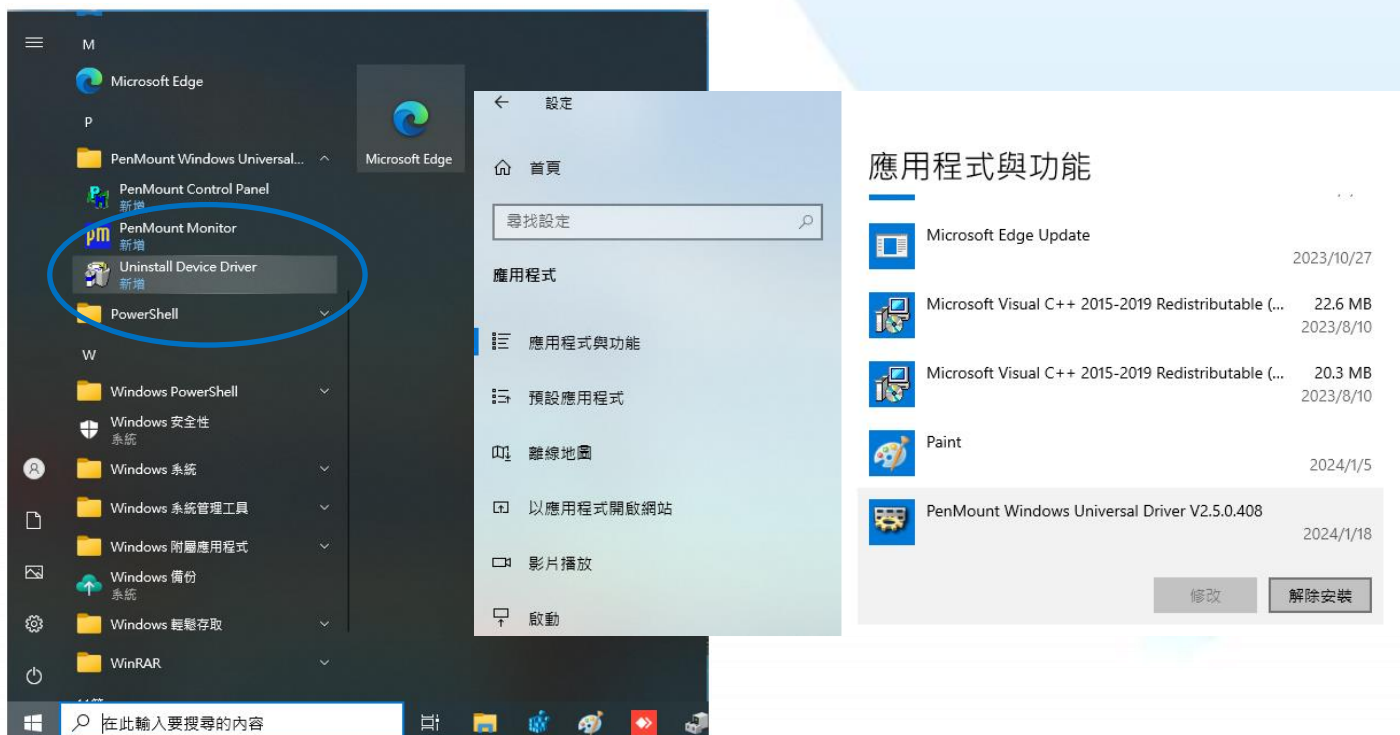 M
Microsoft Edge
P
PenMount Windows Universal...
PenMount Control Panel
新增
PenMount Monitor
新增
Uninstall Device Driver
新增
PowerShell
W
Windows PowerShell
Windows 安全性
系統
Windows 系統
Windows 系統管理工具
Windows 附屬應用程式
Windows 備份
系統
Windows 輕鬆存取
WinRAR
在此輸入要搜尋的內容
Microsoft Edge
設定
首頁
尋找設定
應用程式
應用程式與功能
預設應用程式
離線地圖
以應用程式開啟網站
影片播放
啟動
應用程式與功能
Microsoft Edge Update
2023/10/27
Microsoft Visual C++ 2015-2019 Redistributable (... 22.6 MB
2023/8/10
Microsoft Visual C++ 2015-2019 Redistributable (... 20.3 MB
2023/8/10
Paint
2024/1/5
PenMount Windows Universal Driver V2.5.0.408
2024/1/18
修改 解除安裝